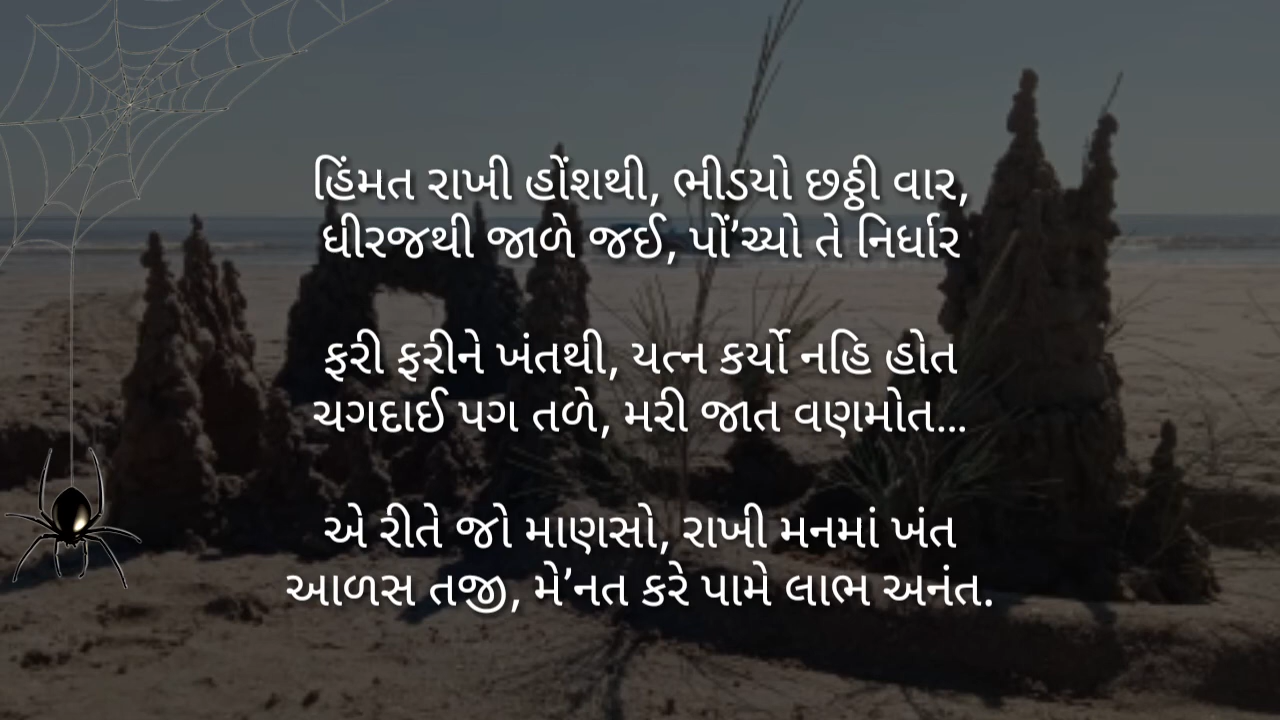 હિંમત રાખી હોંશથી, ભીડયો છઠ્ઠી વાર,
ધીરજથી જાળે જઈ, પોં’ચ્યો તે નિર્ધાર
ફરી ફરીને ખંતથી, યત્ન કર્યો નહિ હોત
ચગદાઈ પગ તળે, મરી જાત વણમોત...
એ રીતે જો માણસો, રાખી મનમાં ખંત
આળસ તજી, મે’નત કરે પામે લાભ અનંત.